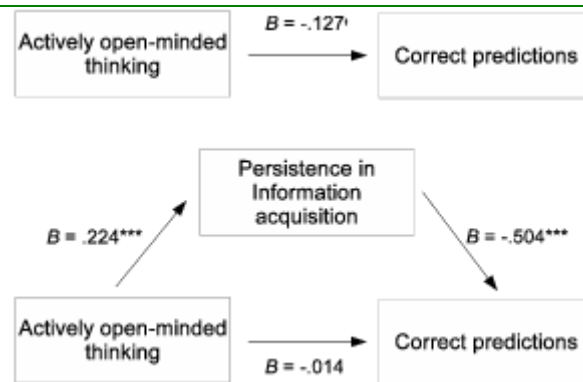 B = -.127†
Actively open-minded
thinking
Correct predictions
Persistence in
Information
acquisition
B = .224***
B = -.504***
Actively open-minded
thinking
Correct predictions
B = -.014